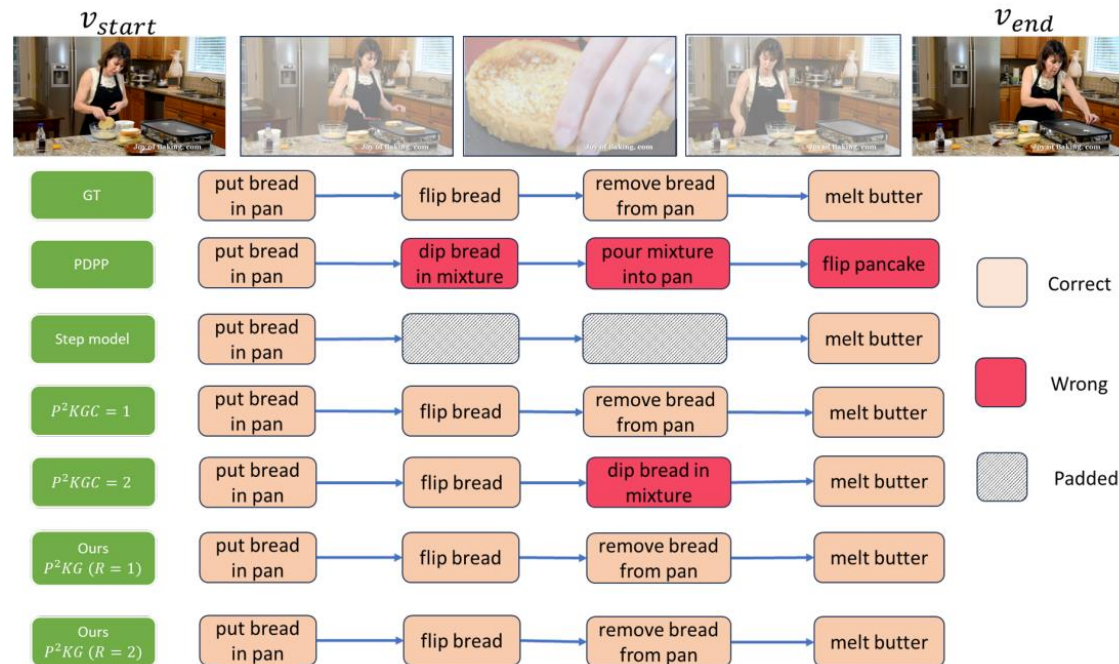 v_start
v_end
Joy of Baking. com
Joy of Baking. com
Joy of Baking. com
Joy of Baking. com
Joy of Baking. com
GT
put bread
in pan
flip bread
remove bread
from pan
melt butter
PDPP
put bread
in pan
dip bread
in mixture
pour mixture
into pan
flip pancake
Correct
Step model
put bread
in pan
melt butter
Wrong
P²KGC = 1
put bread
in pan
flip bread
remove bread
from pan
melt butter
P²KGC = 2
put bread
in pan
flip bread
dip bread in
mixture
melt butter
Padded
Ours
P²KG (R = 1)
put bread
in pan
flip bread
remove bread
from pan
melt butter
Ours
P²KG (R = 2)
put bread
in pan
flip bread
remove bread
from pan
melt butter